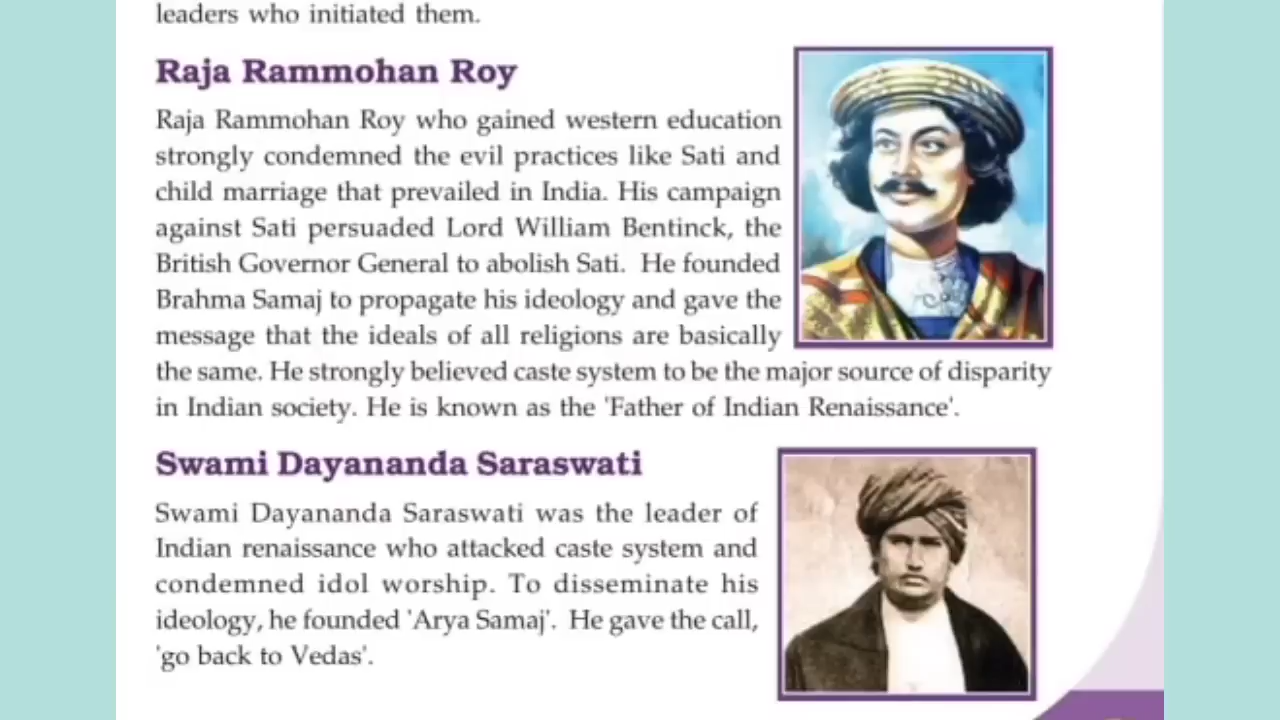 leaders who initiated them.
Raja Rammohan Roy
Raja Rammohan Roy who gained western education
strongly condemned the evil practices like Sati and
child marriage that prevailed in India. His campaign
against Sati persuaded Lord William Bentinck, the
British Governor General to abolish Sati. He founded
Brahma Samaj to propagate his ideology and gave the
message that the ideals of all religions are basically
the same. He strongly believed caste system to be the major source of disparity
in Indian society. He is known as the 'Father of Indian Renaissance'.
Swami Dayananda Saraswati
Swami Dayananda Saraswati was the leader of
Indian renaissance who attacked caste system and
condemned idol worship. To disseminate his
ideology, he founded 'Arya Samaj'. He gave the call,
'go back to Vedas'.